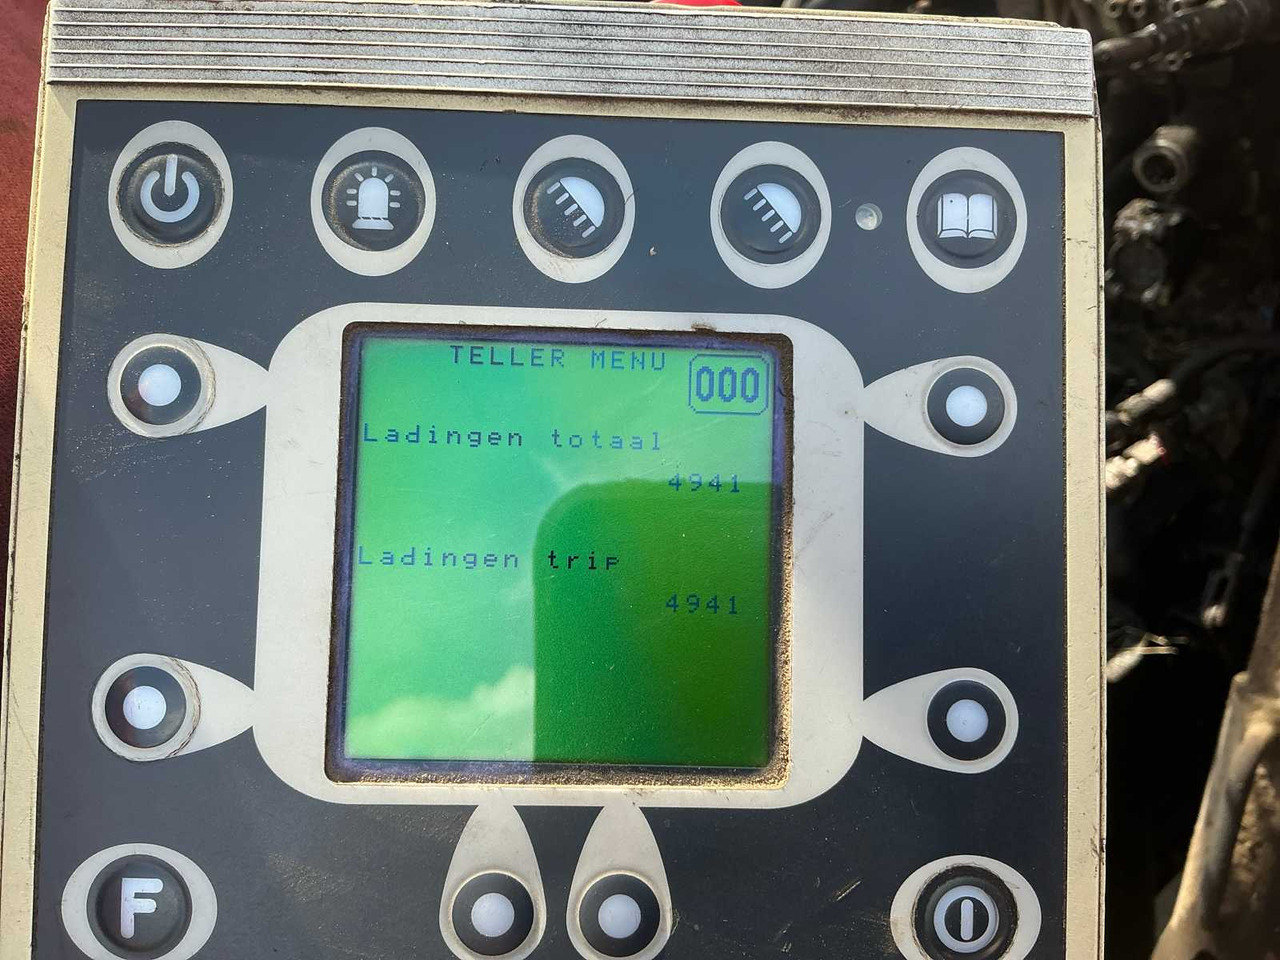 TELLER MENU
000
Ladingen totaal
4941
Ladingen trip
4941
F